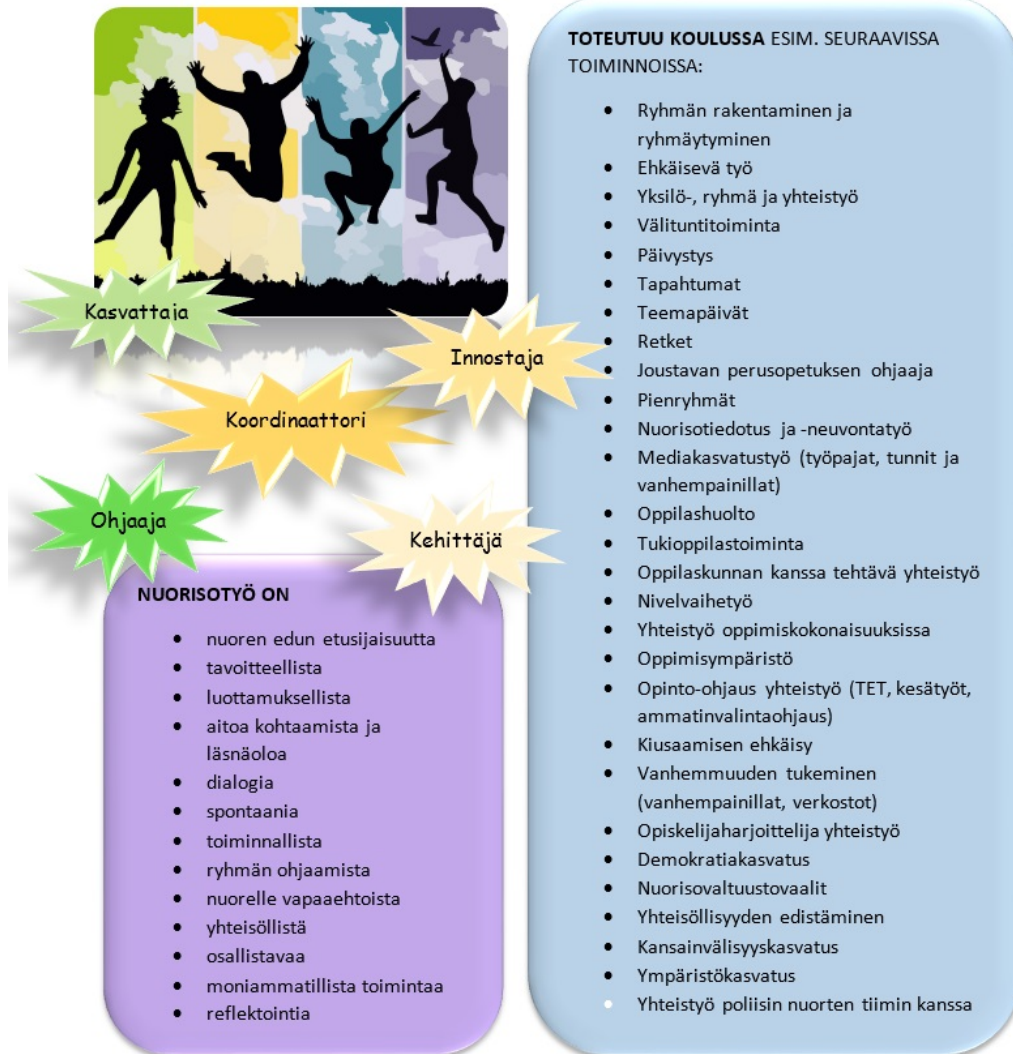 Kasvattaja
Innostaja
Koordinaattori
Ohjaaja
Kehittäjä
NUORISOTYÖ ON
• nuoren edun etusijaisuutta
• tavoitteellista
• luottamuksellista
• aitoa kohtaamista ja
läsnäoloa
• dialogia
• spontaania
• toiminnallista
• ryhmän ohjaamista
• nuorelle vapaaehtoista
• yhteisöllistä
• osallistavaa
• moniammatillista toimintaa
• reflektointia
TOTEUTUU KOULUSSA ESIM. SEURAAVISSA
TOIMINNOISSA:
• Ryhmän rakentaminen ja
ryhmäytyminen
• Ehkäisevä työ
• Yksilö-, ryhmä ja yhteistyö
• Välituntitoiminta
• Päivystys
• Tapahtumat
• Teemapäivät
• Retket
• Joustavan perusopetuksen ohjaaja
• Pienryhmät
• Nuorisotiedotus ja -neuvontatyö
• Mediakasvatustyö (työpajat, tunnit ja
vanhempainillat)
• Oppilashuolto
• Tukioppilastoiminta
• Oppilaskunnan kanssa tehtävä yhteistyö
• Nivelvaihetyö
• Yhteistyö oppimiskokonaisuuksissa
• Oppimisympäristö
• Opinto-ohjaus yhteistyö (TET, kesätyöt,
ammatinvalintaohjaus)
• Kiusaamisen ehkäisy
• Vanhemmuuden tukeminen
(vanhempainillat, verkostot)
• Opiskelijaharjoittelija yhteistyö
• Demokratiakasvatus
• Nuorisovaltuustovaalit
• Yhteisöllisyyden edistäminen
• Kansainvälisyyskasvatus
• Ympäristökasvatus
• Yhteistyö poliisin nuorten tiimin kanssa